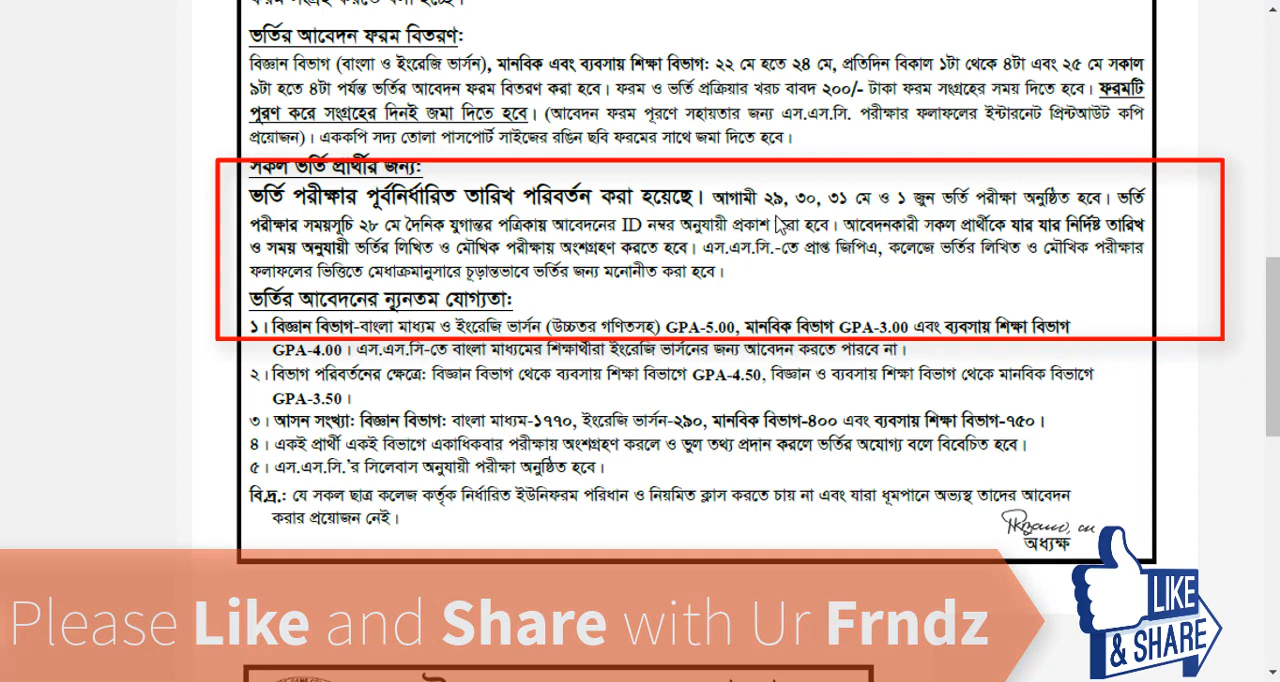 ভর্তির আবেদন ফরম বিতরণ:
বিজ্ঞান বিভাগ (বাংলা ও ইংরেজি ভার্সন), মানবিক এবং ব্যবসায় শিক্ষা বিভাগ: ২২ মে হতে ২৪ মে, প্রতিদিন বিকাল ১টা থেকে ৪টা এবং ২৫ মে সকাল
৯টা হতে ৪টা পর্যন্ত ভর্তির আবেদন ফরম বিতরণ করা হবে। ফরম ও ভর্তি প্রক্রিয়ার খরচ বাবদ ২০০/- টাকা ফরম সংগ্রহের সময় দিতে হবে। ফরমটি
পূরণ করে সংগ্রহের দিনই জমা দিতে হবে। (আবেদন ফরম পূরণে সহায়তার জন্য এস.এস.সি. পরীক্ষার ফলাফলের ইন্টারনেট প্রিন্টআউট কপি
প্রয়োজন)। এককপি সদ্য তোলা পাসপোর্ট সাইজের রঙিন ছবি ফরমের সাথে জমা দিতে হবে।
সকল ভর্তি প্রার্থীর জন্য:
ভর্তি পরীক্ষার পূর্বনির্ধারিত তারিখ পরিবর্তন করা হয়েছে। আগামী ২৯, ৩০, ৩১ মে ও ১ জুন ভর্তি পরীক্ষা অনুষ্ঠিত হবে। ভর্তি
পরীক্ষার সময়সূচি ২৮ মে দৈনিক যুগান্তর পত্রিকায় আবেদনের ID নম্বর অনুযায়ী প্রকাশ করা হবে। আবেদনকারী সকল প্রার্থীকে যার যার নির্দিষ্ট তারিখ
ও সময় অনুযায়ী ভর্তির লিখিত ও মৌখিক পরীক্ষায় অংশগ্রহণ করতে হবে। এস.এস.সি.-তে প্রাপ্ত জিপিএ, কলেজে ভর্তির লিখিত ও মৌখিক পরীক্ষার
ফলাফলের ভিত্তিতে মেধাক্রমানুসারে চূড়ান্তভাবে ভর্তির জন্য মনোনীত করা হবে।
ভর্তির আবেদনের ন্যূনতম যোগ্যতা:
১। বিজ্ঞান বিভাগ-বাংলা মাধ্যম ও ইংরেজি ভার্সন (উচ্চতর গণিতসহ) GPA-5.00, মানবিক বিভাগ GPA-3.00 এবং ব্যবসায় শিক্ষা বিভাগ
GPA-4.00। এস.এস.সি-তে বাংলা মাধ্যমের শিক্ষার্থীরা ইংরেজি ভার্সনের জন্য আবেদন করতে পারবে না।
২। বিভাগ পরিবর্তনের ক্ষেত্রে: বিজ্ঞান বিভাগ থেকে ব্যবসায় শিক্ষা বিভাগে GPA-4.50, বিজ্ঞান ও ব্যবসায় শিক্ষা বিভাগ থেকে মানবিক বিভাগে
GPA-3.50।
৩। আসন সংখ্যা: বিজ্ঞান বিভাগ: বাংলা মাধ্যম-১৭৭০, ইংরেজি ভার্সন-২৯০, মানবিক বিভাগ-৪০০ এবং ব্যবসায় শিক্ষা বিভাগ-৭৫০।
৪। একই প্রার্থী একই বিভাগে একাধিকবার পরীক্ষায় অংশগ্রহণ করলে ও ভুল তথ্য প্রদান করলে ভর্তির অযোগ্য বলে বিবেচিত হবে।
৫। এস.এস.সি.'র সিলেবাস অনুযায়ী পরীক্ষা অনুষ্ঠিত হবে।
বি.দ্র.: যে সকল ছাত্র কলেজ কর্তৃক নির্ধারিত ইউনিফরম পরিধান ও নিয়মিত ক্লাস করতে চায় না এবং যারা ধূমপানে অভ্যস্থ তাদের আবেদন
করার প্রয়োজন নেই।
অধ্যক্ষ
Please Like and Share with Ur Frndz
LIKE
& SHARE